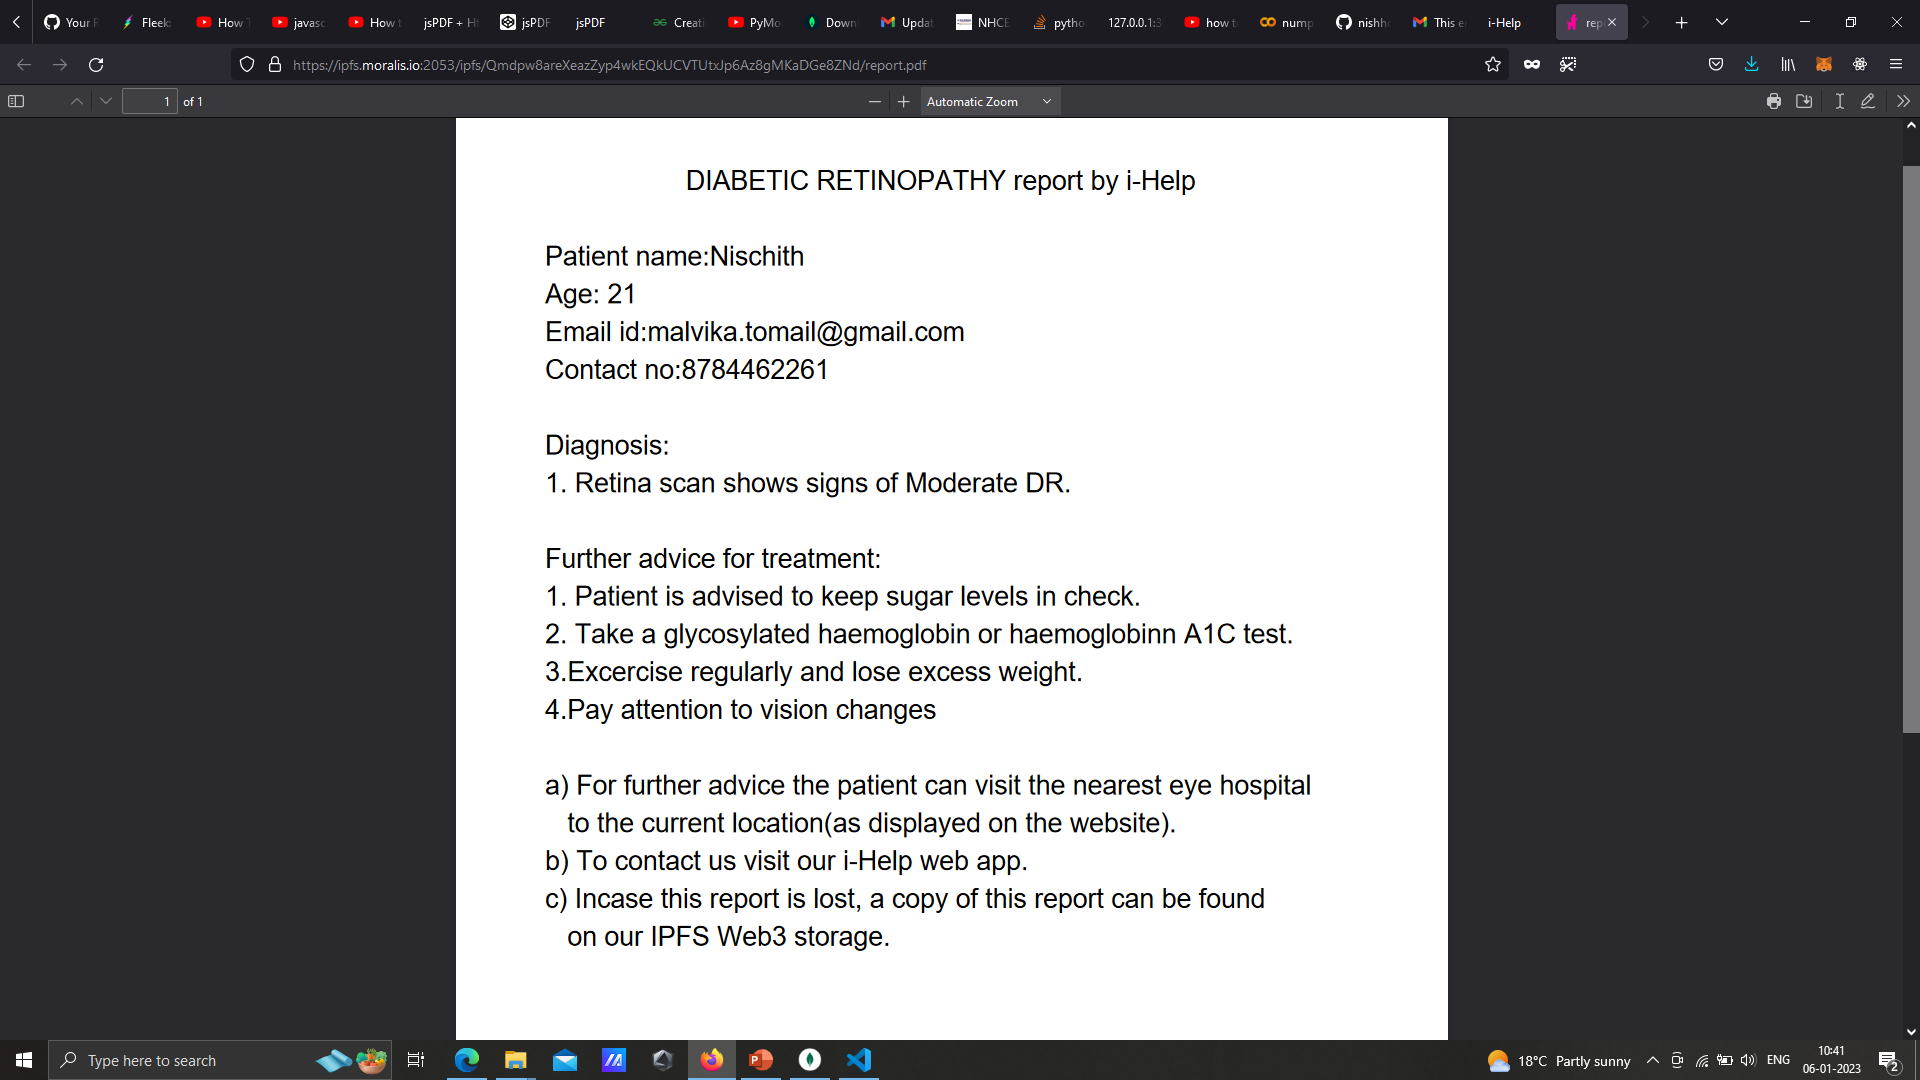 Your F
Fleek
How T
javasc
How t
jsPDF + Ht
jsPDF
jsPDF
Creati
PyMo
Down
Updat
NHCE
pytho
127.0.0.1:3
how t
nump
nishh
This e
i-Help
rep
https://ipfs.moralis.io:2053/ipfs/Qmdpw8areXeazZyp4wkEQkUCVTUtxJp6Az8gMKaDGe8ZNd/report.pdf
1 of 1
Automatic Zoom
DIABETIC RETINOPATHY report by i-Help
Patient name:Nischith
Age: 21
Email id:malvika.tomail@gmail.com
Contact no:8784462261
Diagnosis:
1. Retina scan shows signs of Moderate DR.
Further advice for treatment:
1. Patient is advised to keep sugar levels in check.
2. Take a glycosylated haemoglobin or haemoglobinn A1C test.
3.Excercise regularly and lose excess weight.
4.Pay attention to vision changes
a) For further advice the patient can visit the nearest eye hospital
to the current location(as displayed on the website).
b) To contact us visit our i-Help web app.
c) Incase this report is lost, a copy of this report can be found
on our IPFS Web3 storage.
Type here to search
18°C Partly sunny
ENG
10:41
06-01-2023
2